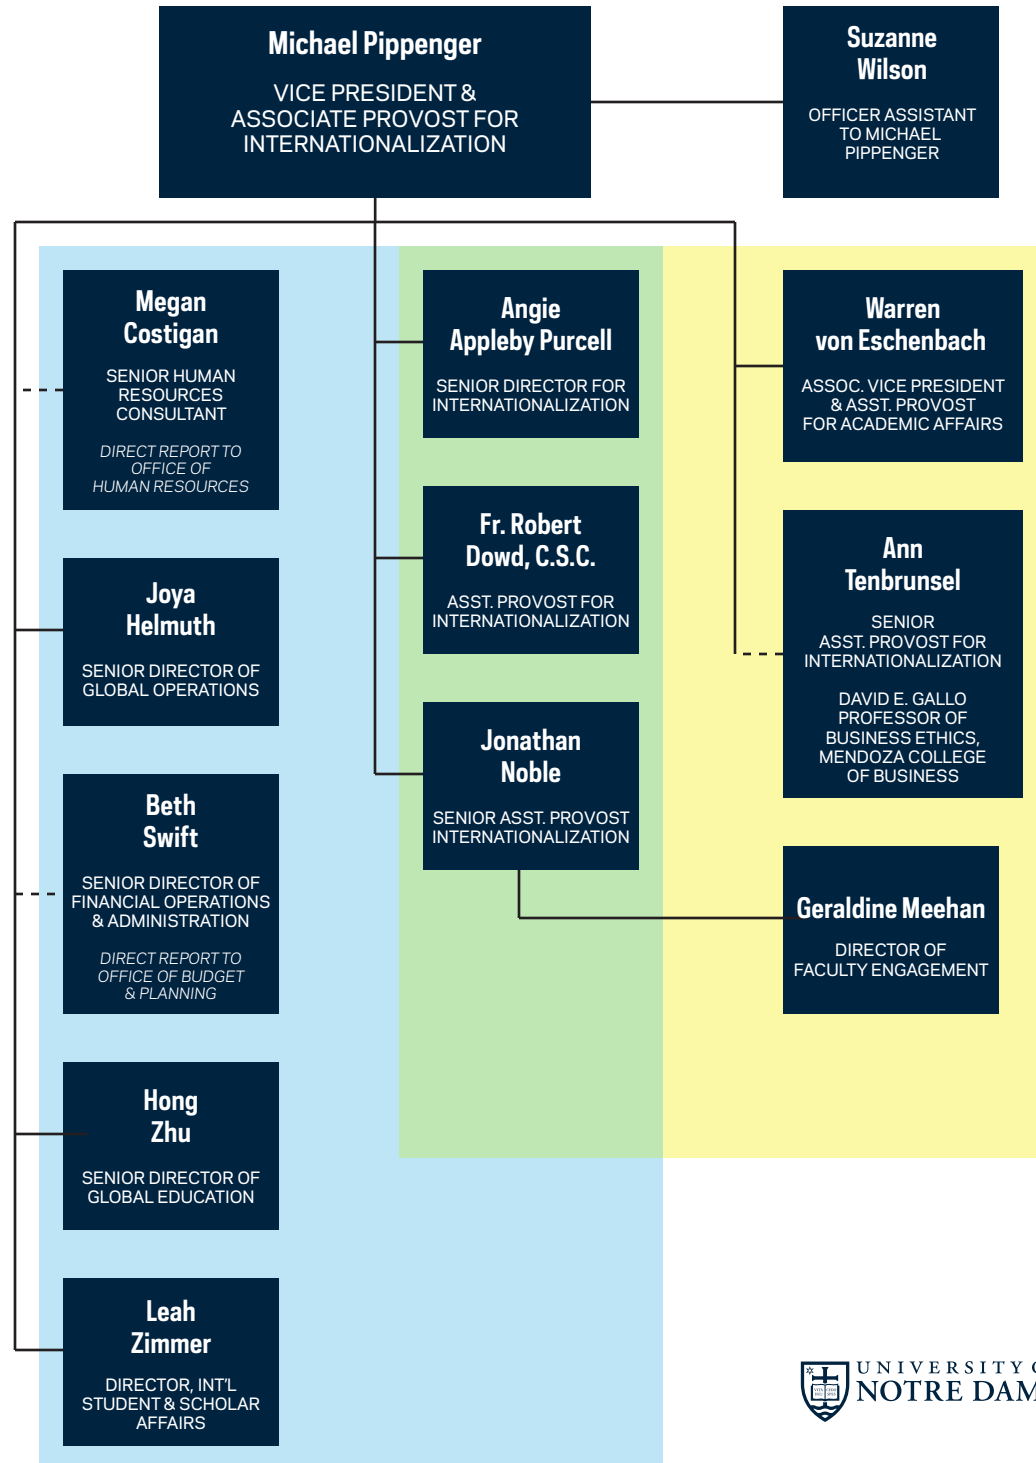 Michael Pippenger
VICE PRESIDENT &
ASSOCIATE PROVOST FOR
INTERNATIONALIZATION
Suzanne
Wilson
OFFICER ASSISTANT
TO MICHAEL
PIPPENGER
Megan
Costigan
SENIOR HUMAN
RESOURCES
CONSULTANT
DIRECT REPORT TO
OFFICE OF
HUMAN RESOURCES
Joya
Helmuth
SENIOR DIRECTOR OF
GLOBAL OPERATIONS
Beth
Swift
SENIOR DIRECTOR OF
FINANCIAL OPERATIONS
& ADMINISTRATION
DIRECT REPORT TO
OFFICE OF BUDGET
& PLANNING
Hong
Zhu
SENIOR DIRECTOR OF
GLOBAL EDUCATION
Leah
Zimmer
DIRECTOR, INT'L
STUDENT & SCHOLAR
AFFAIRS
Angie
Appleby Purcell
SENIOR DIRECTOR FOR
INTERNATIONALIZATION
Fr. Robert
Dowd, C.S.C.
ASST. PROVOST FOR
INTERNATIONALIZATION
Jonathan
Noble
SENIOR ASST. PROVOST
INTERNATIONALIZATION
Warren
von Eschenbach
ASSOC. VICE PRESIDENT
& ASST. PROVOST
FOR ACADEMIC AFFAIRS
Ann
Tenbrunsel
SENIOR
ASST. PROVOST FOR
INTERNATIONALIZATION
DAVID E. GALLO
PROFESSOR OF
BUSINESS ETHICS,
MENDOZA COLLEGE
OF BUSINESS
Geraldine Meehan
DIRECTOR OF
FACULTY ENGAGEMENT
UNIVERSITY
NOTRE DAM